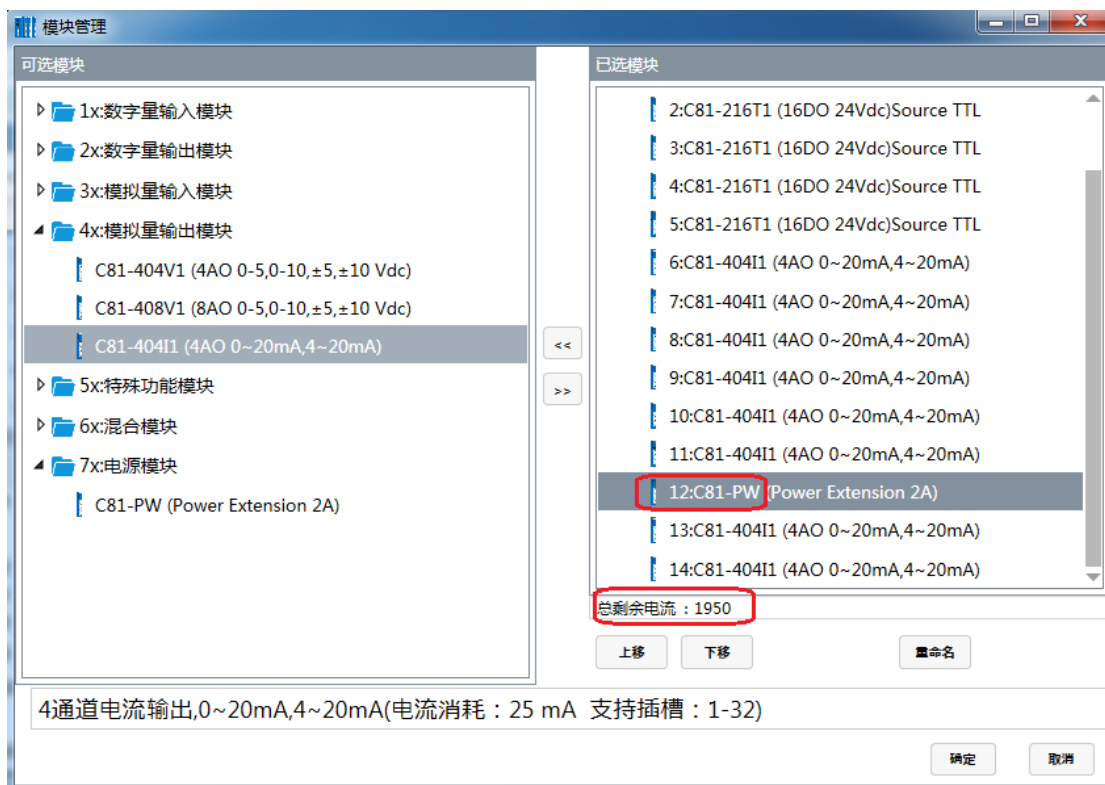 模块管理
可选模块
1x:数字量输入模块
2x:数字量输出模块
3x:模拟量输入模块
4x:模拟量输出模块
C81-404V1 (4AO 0-5,0-10,±5,±10 Vdc)
C81-408V1 (8AO 0-5,0-10,±5,±10 Vdc)
C81-404I1 (4AO 0~20mA,4~20mA)
5x:特殊功能模块
6x:混合模块
7x:电源模块
C81-PW (Power Extension 2A)
<<
>>
已选模块
2:C81-216T1 (16DO 24Vdc)Source TTL
3:C81-216T1 (16DO 24Vdc)Source TTL
4:C81-216T1 (16DO 24Vdc)Source TTL
5:C81-216T1 (16DO 24Vdc)Source TTL
6:C81-404I1 (4AO 0~20mA,4~20mA)
7:C81-404I1 (4AO 0~20mA,4~20mA)
8:C81-404I1 (4AO 0~20mA,4~20mA)
9:C81-404I1 (4AO 0~20mA,4~20mA)
10:C81-404I1 (4AO 0~20mA,4~20mA)
11:C81-404I1 (4AO 0~20mA,4~20mA)
12:C81-PW (Power Extension 2A)
13:C81-404I1 (4AO 0~20mA,4~20mA)
14:C81-404I1 (4AO 0~20mA,4~20mA)
总剩余电流：1950
上移 下移 重命名
4通道电流输出,0~20mA,4~20mA(电流消耗：25 mA 支持插槽：1-32)
确定 取消